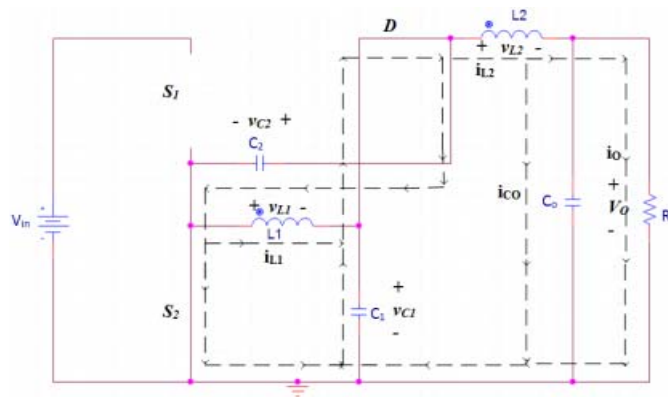 D
L2
+ vL2 -
iL2
S1
- vC2 +
C2
iO
+
VO
-
iCO
Co
R
Vin
+ vL1 -
L1
iL1
S2
C1
+
vC1
-